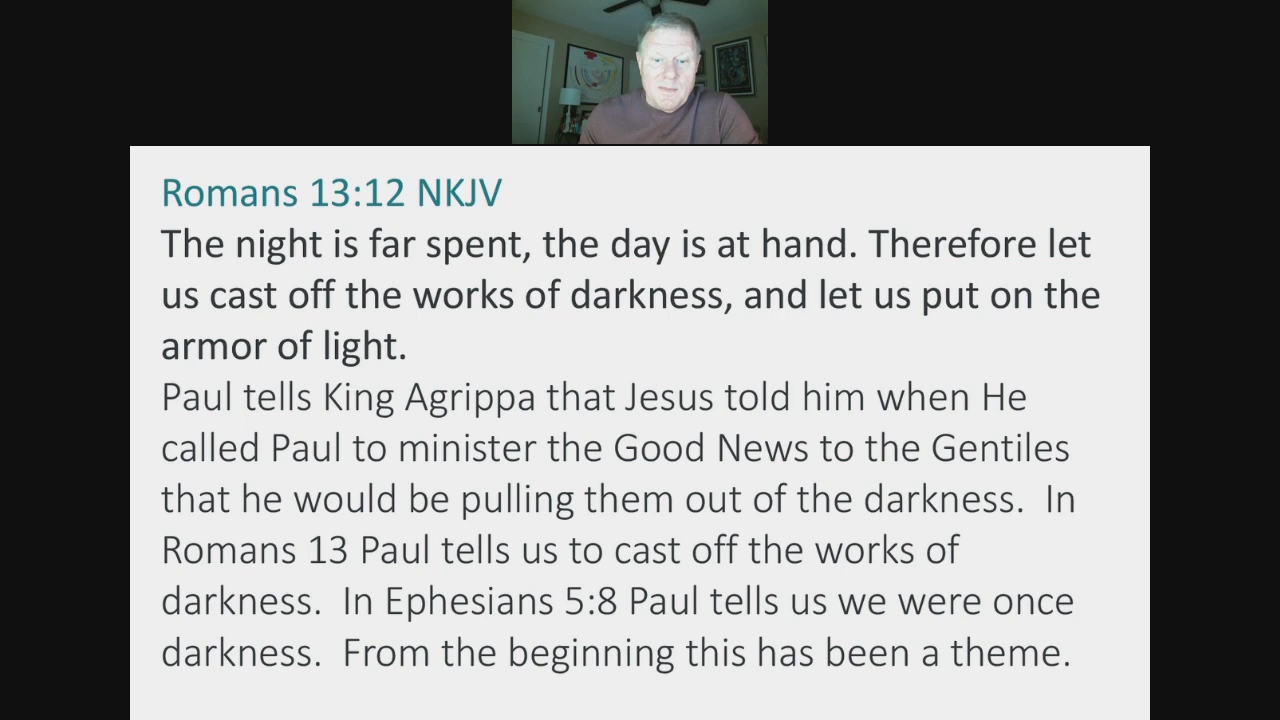 Romans 13:12 NKJV
The night is far spent, the day is at hand. Therefore let
us cast off the works of darkness, and let us put on the
armor of light.
Paul tells King Agrippa that Jesus told him when He
called Paul to minister the Good News to the Gentiles
that he would be pulling them out of the darkness.  In
Romans 13 Paul tells us to cast off the works of
darkness.  In Ephesians 5:8 Paul tells us we were once
darkness.  From the beginning this has been a theme.